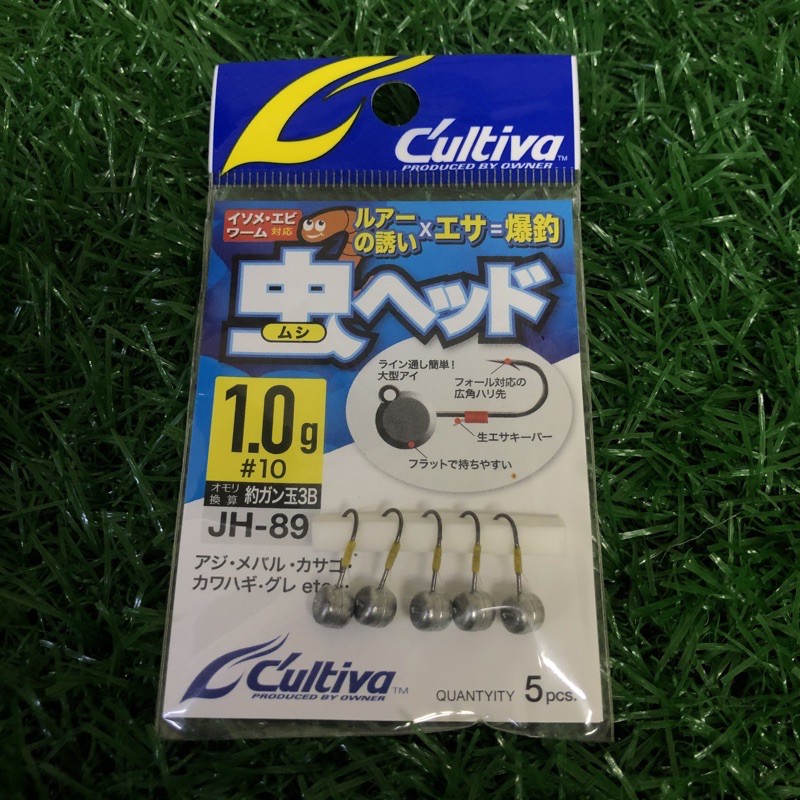 C'ultiva™
PRODUCED BY OWNER
イソメ・エビ
ワーム 対応
ルアー
の誘い×エサ=爆釣
虫ヘッド
ムシ
ライン通し簡単!
大型アイ
フォール対応の
広角ハリ先
生エサキーパー
フラットで持ちやすい
1.0g
#10
オモリ
換算 約ガン玉3B
JH-89
アジ・メバル・カサゴ・
カワハギ・グレ etc…
C'ultiva™
PRODUCED BY OWNER
QUANTYITY 5pcs.